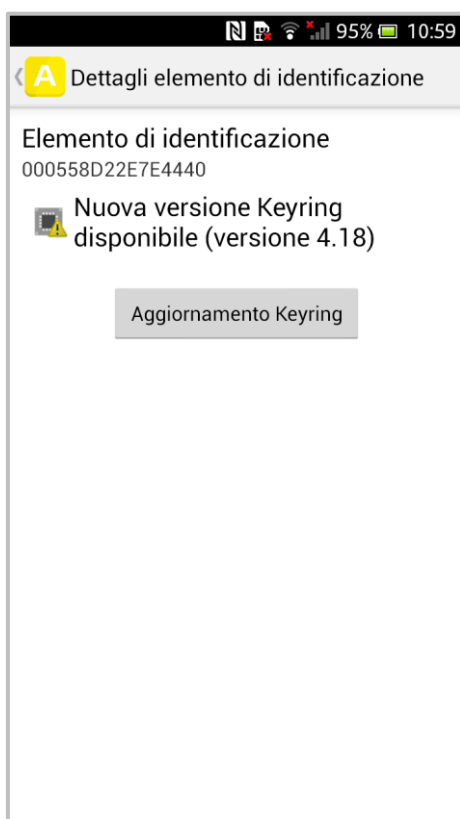 95% 10:59
A Dettagli elemento di identificazione
Elemento di identificazione
000558D22E7E4440
Nuova versione Keyring
disponibile (versione 4.18)
Aggiornamento Keyring